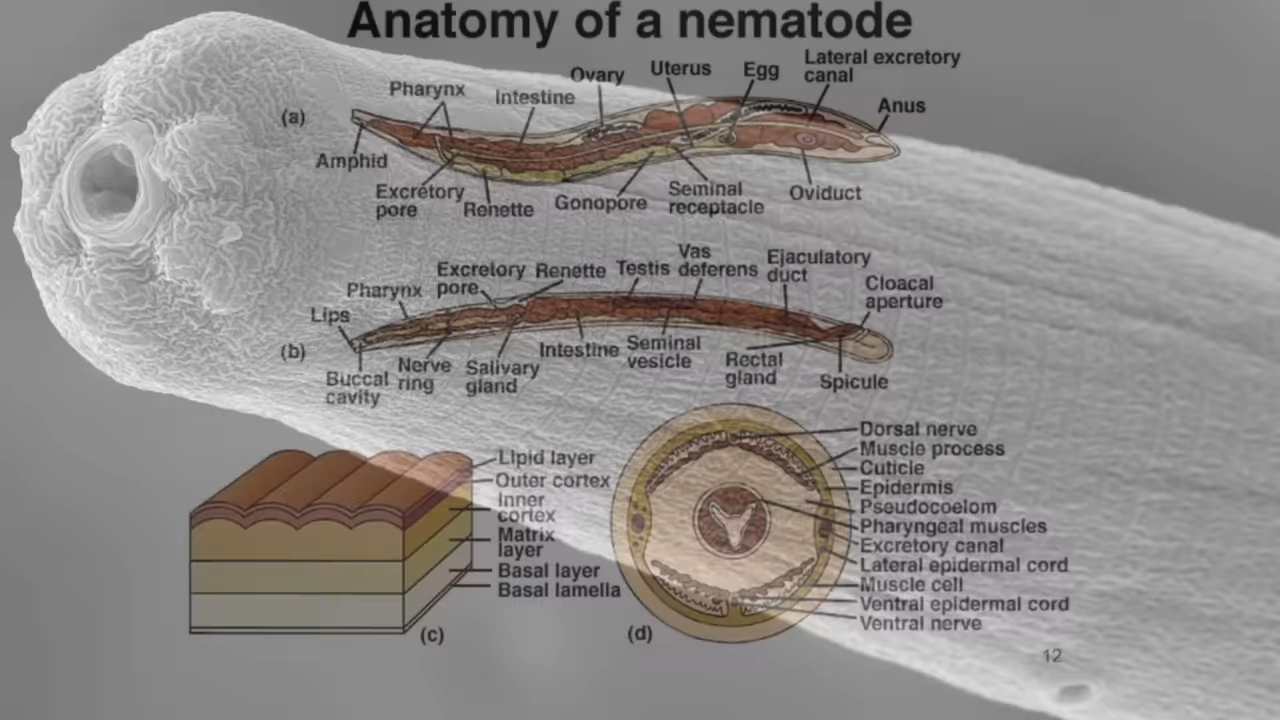 Anatomy of a nematode
(a)
Pharynx
Intestine
Ovary
Uterus
Egg
Lateral excretory
canal
Anus
Amphid
Excretory
pore
Renette
Gonopore
Seminal
receptacle
Oviduct
(b)
Lips
Pharynx
Excretory
pore
Renette
Testis
Vas
deferens
Ejaculatory
duct
Cloacal
aperture
Buccal
cavity
Nerve
ring
Salivary
gland
Intestine
Seminal
vesicle
Rectal
gland
Spicule
Lipid layer
Outer cortex
Inner
cortex
Matrix
layer
Basal layer
Basal lamella
(c)
Dorsal nerve
Muscle process
Cuticle
Epidermis
Pseudocoelom
Pharyngeal muscles
Excretory canal
Lateral epidermal cord
Muscle cell
Ventral epidermal cord
Ventral nerve
(d)
12